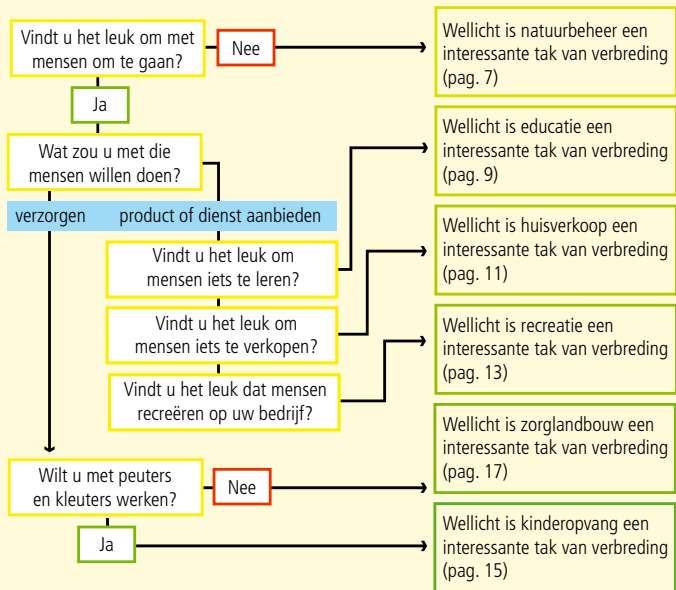 Vindt u het leuk om met
mensen om te gaan?
Nee
Wellicht is natuurbeheer een
interessante tak van verbreding
(pag. 7)
Ja
Wat zou u met die
mensen willen doen?
Wellicht is educatie een
interessante tak van verbreding
(pag. 9)
verzorgen
product of dienst aanbieden
Vindt u het leuk om
mensen iets te leren?
Wellicht is huisverkoop een
interessante tak van verbreding
(pag. 11)
Vindt u het leuk om
mensen iets te verkopen?
Wellicht is recreatie een
interessante tak van verbreding
(pag. 13)
Vindt u het leuk dat mensen
recreëren op uw bedrijf?
Wellicht is zorglandbouw een
interessante tak van verbreding
(pag. 17)
Wilt u met peuters
en kleuters werken?
Nee
Ja
Wellicht is kinderopvang een
interessante tak van verbreding
(pag. 15)